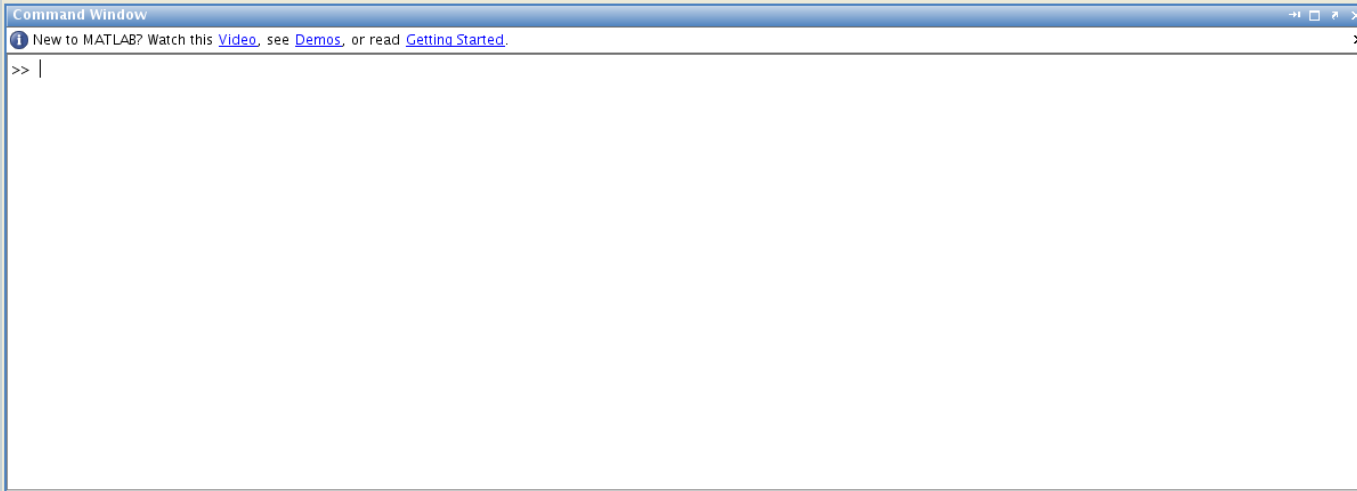 Command Window
New to MATLAB? Watch this Video, see Demos, or read Getting Started.
>>